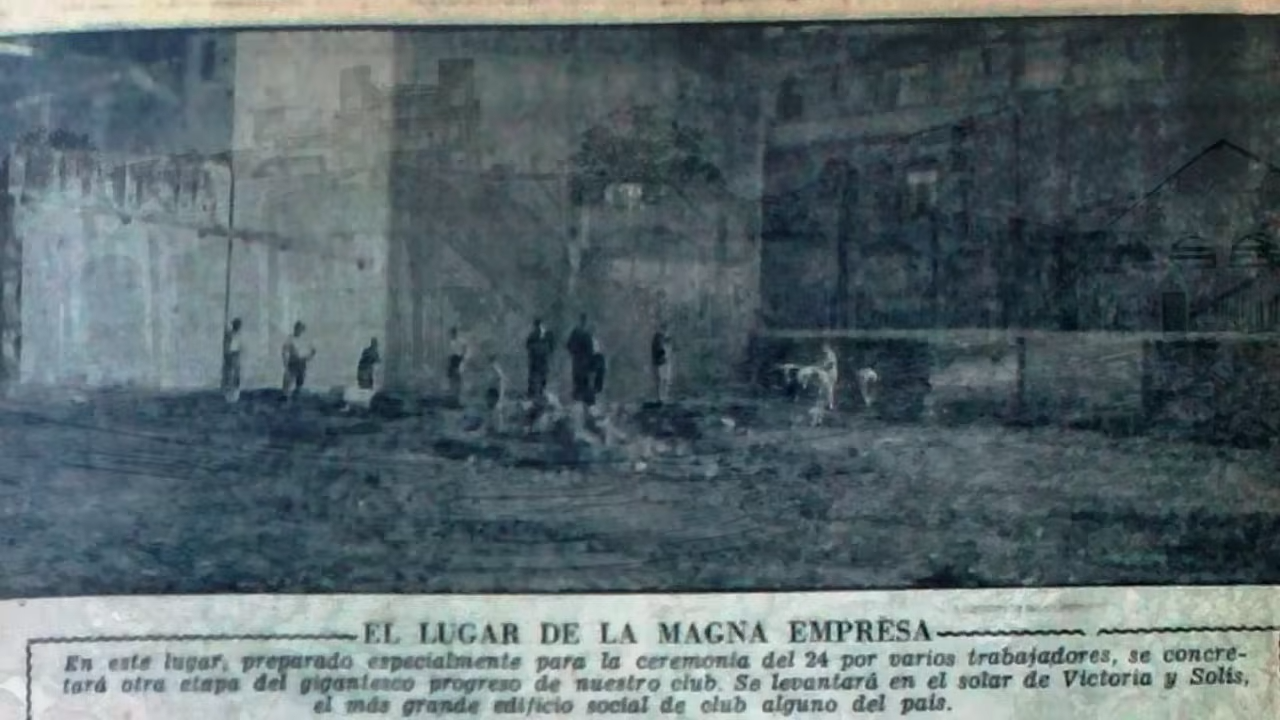 EL LUGAR DE LA MAGNA EMPRESA
En este lugar, preparado especialmente para la ceremonia del 24 por varios trabajadores, se concre-
tará otra etapa del gigantesco progreso de nuestro club. Se levantará en el solar de Victoria y Solís,
el más grande edificio social de club alguno del país.